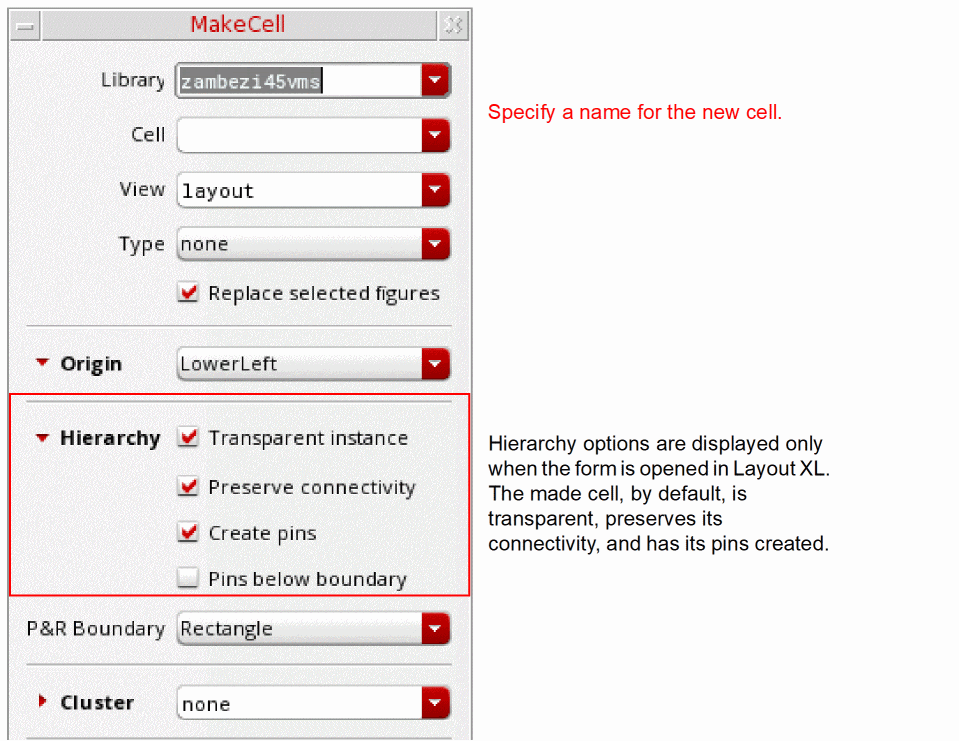 MakeCell
Library zambezi45vms
Specify a name for the new cell.
Cell
View layout
Type none
Replace selected figures
Origin LowerLeft
Hierarchy Transparent instance
Preserve connectivity
Create pins
Pins below boundary
Hierarchy options are displayed only
when the form is opened in Layout XL.
The made cell, by default, is
transparent, preserves its
connectivity, and has its pins created.
P&R Boundary Rectangle
Cluster none